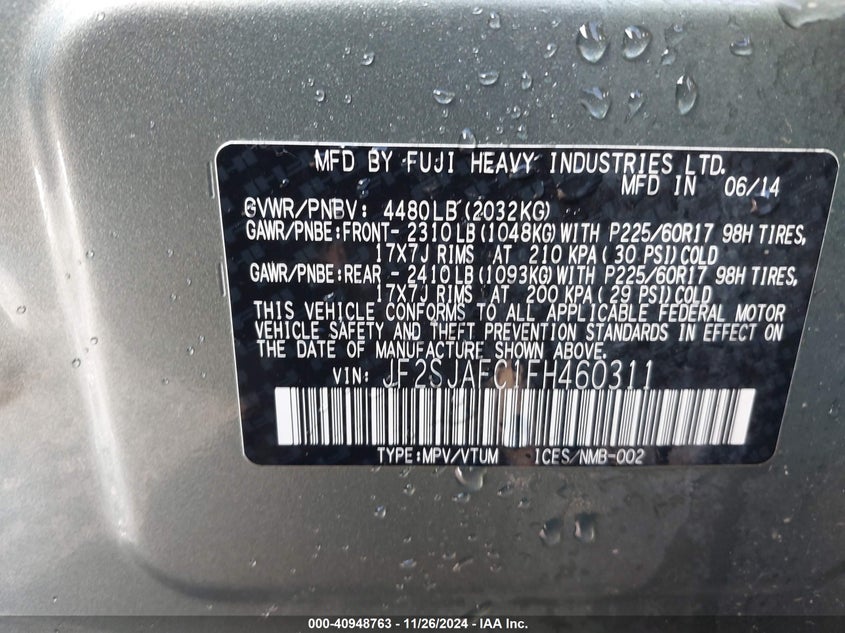 MFD BY FUJI HEAVY INDUSTRIES LTD.
MFD IN 06/14
GVWR/PNBV: 4480LB(2032KG)
GAWR/PNBE:FRONT- 2310LB(1048KG)WITH P225/60R17 98H TIRES,
17X7J RIMS AT 210 KPA(30 PSI)COLD
GAWR/PNBE:REAR - 2410LB(1093KG)WITH P225/60R17 98H TIRES,
17X7J RIMS AT 200 KPA(29 PSI)COLD
THIS VEHICLE CONFORMS TO ALL APPLICABLE FEDERAL MOTOR
VEHICLE SAFETY AND THEFT PREVENTION STANDARDS IN EFFECT ON
THE DATE OF MANUFACTURE SHOWN ABOVE.
VIN: JF2SJAFC1FH460311
TYPE:MPV/VTUM ICES/NMB-002
000-40948763 - 11/26/2024 - IAA Inc.